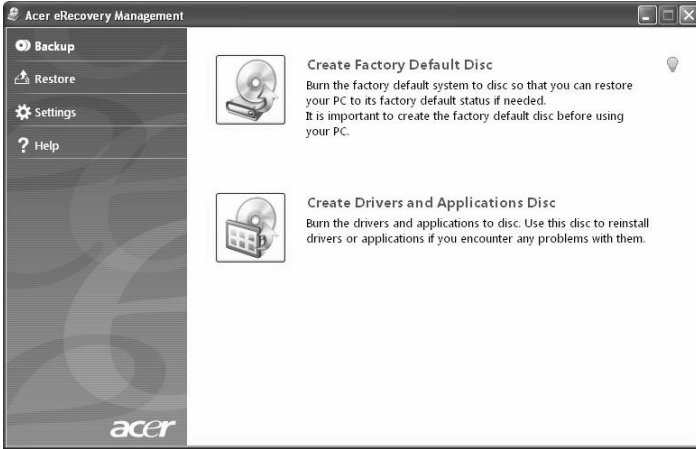 Acer eRecovery Management
Backup
Restore
Settings
? Help
Create Factory Default Disc
Burn the factory default system to disc so that you can restore
your PC to its factory default status if needed.
It is important to create the factory default disc before using
your PC.
Create Drivers and Applications Disc
Burn the drivers and applications to disc. Use this disc to reinstall
drivers or applications if you encounter any problems with them.
acer